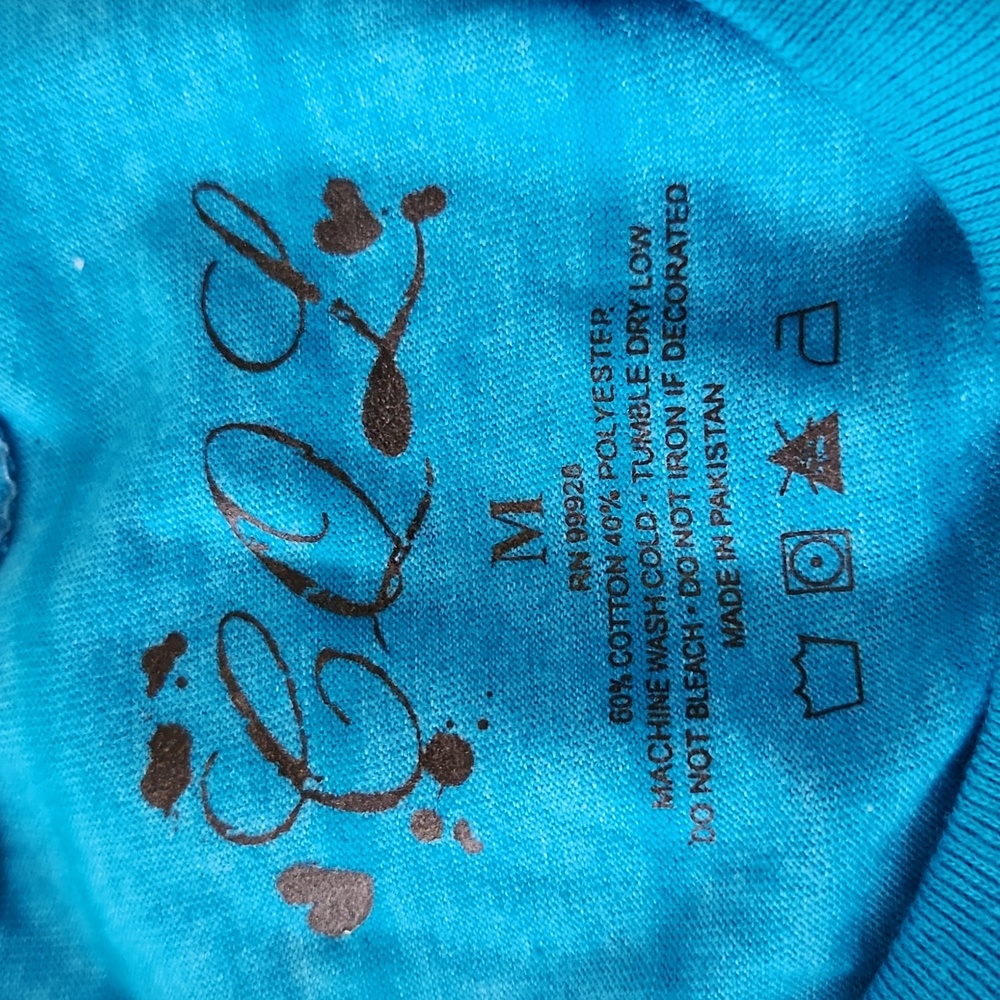 M
RN 99928
60% COTTON 40% POLYESTER
MACHINE WASH COLD • TUMBLE DRY LOW
DO NOT BLEACH • DO NOT IRON IF DECORATED
MADE IN PAKISTAN